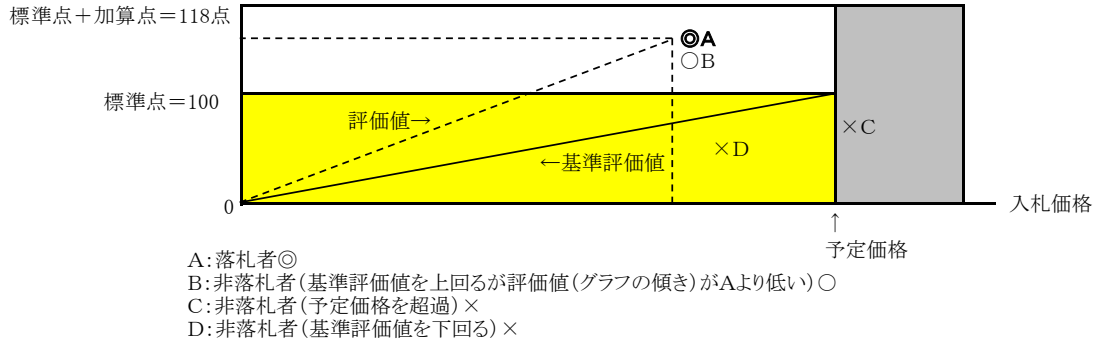 標準点＋加算点＝118点
◎A
○B
標準点＝100
評価値→
×C
×D
←基準評価値
0
入札価格
↑
予定価格
A：落札者◎
B：非落札者（基準評価値を上回るが評価値（グラフの傾き）がAより低い）○
C：非落札者（予定価格を超過）×
D：非落札者（基準評価値を下回る）×